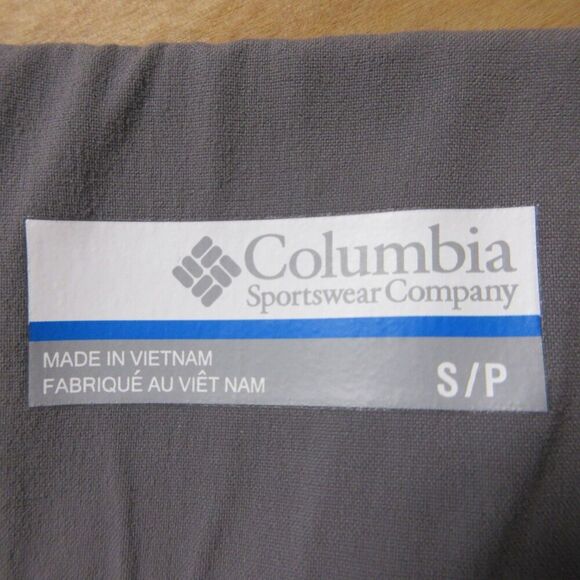 Columbia
Sportswear Company
MADE IN VIETNAM
FABRIQUÉ AU VIÊT NAM
S/P